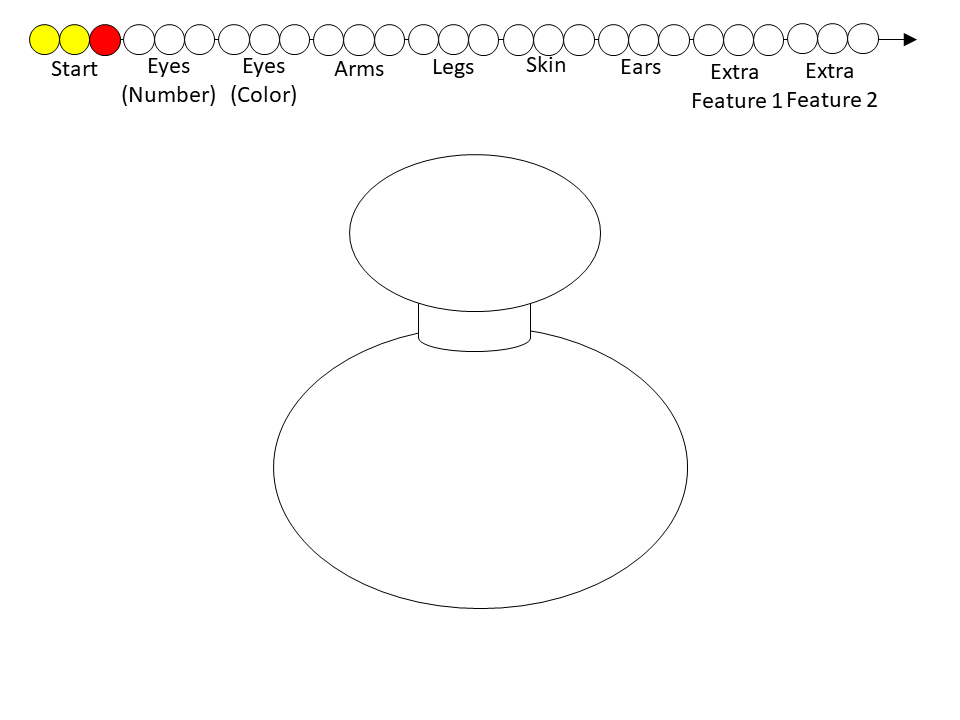 Start
Eyes
(Number)
Eyes
(Color)
Arms
Legs
Skin
Ears
Extra
Feature 1
Extra
Feature 2